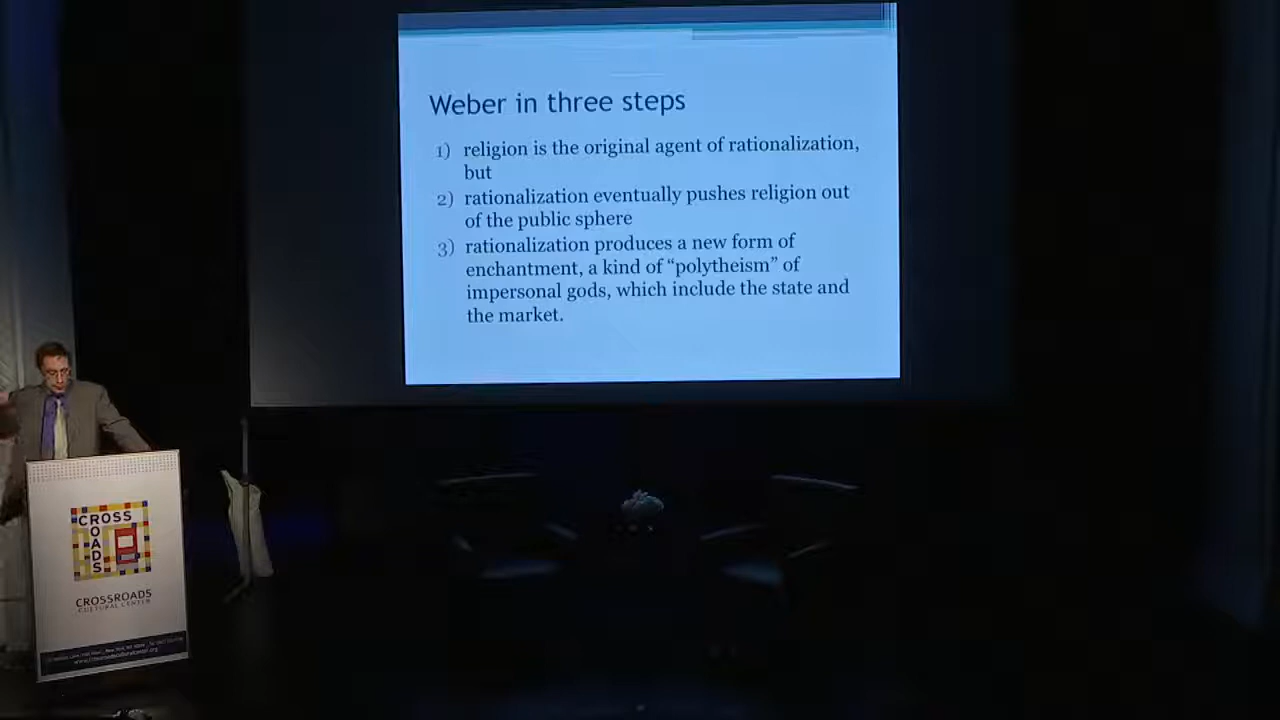 Weber in three steps
1) religion is the original agent of rationalization,
but
2) rationalization eventually pushes religion out
of the public sphere
3) rationalization produces a new form of
enchantment, a kind of “polytheism” of
impersonal gods, which include the state and
the market.
CROSS
ROADS
CROSSROADS
CULTURAL CENTER